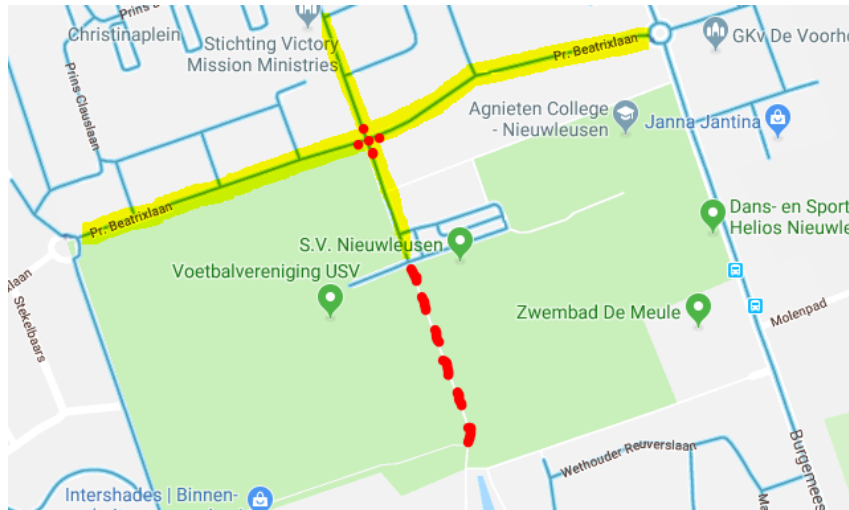 Prins D
Christinaplein
Stichting Victory
Mission Ministries
Prins Clauslaan
Pr. Beatrixlaan
GKv De Voorho
Agnieten College
- Nieuwleusen
Janna Jantina
Pr. Beatrixlaan
S.V. Nieuwleusen
Voetbalvereniging USV
Dans- en Sport
Helios Nieuwle
xlaan
Stekelbaars
Zwembad De Meule
Molenpad
Wethouder Reuverslaan
Burgemees
Ma
Intershades | Binnen-